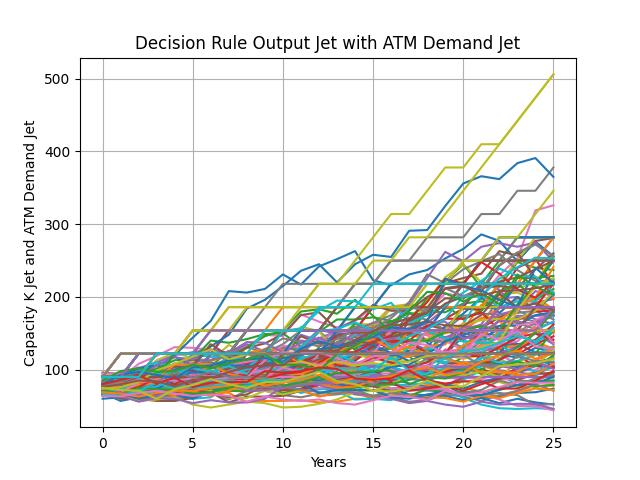 Decision Rule Output Jet with ATM Demand Jet
Capacity K Jet and ATM Demand Jet
500
400
300
200
100
0 5 10 15 20 25
Years